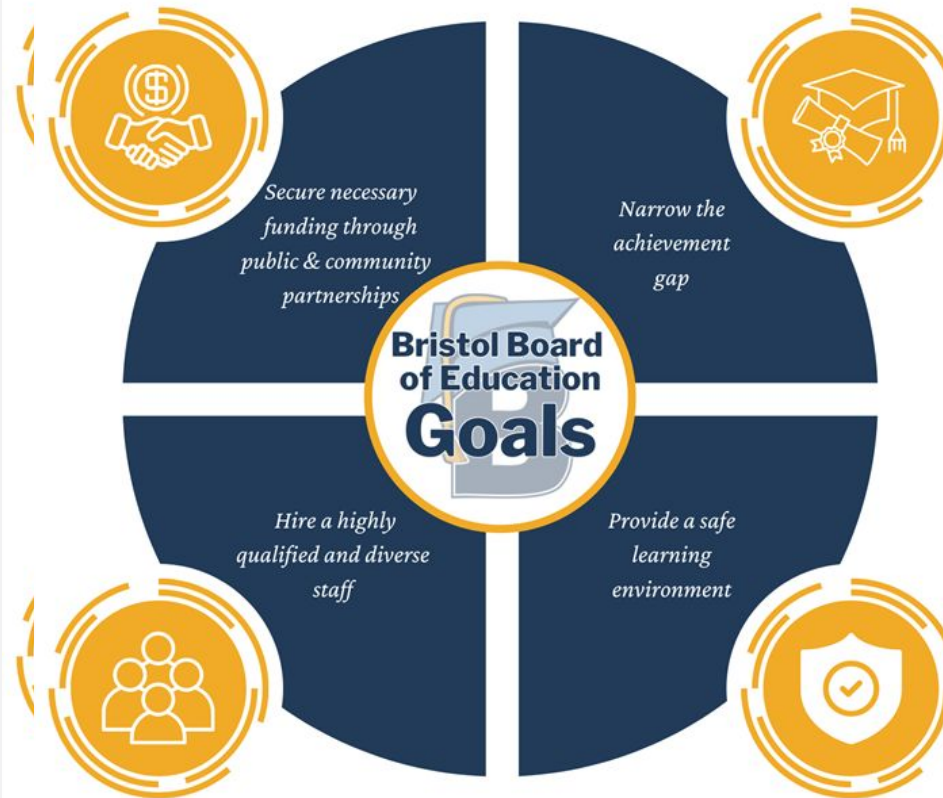 Secure necessary
funding through
public & community
partnerships
Narrow the
achievement
gap
Bristol Board
of Education
Goals
Hire a highly
qualified and diverse
staff
Provide a safe
learning
environment